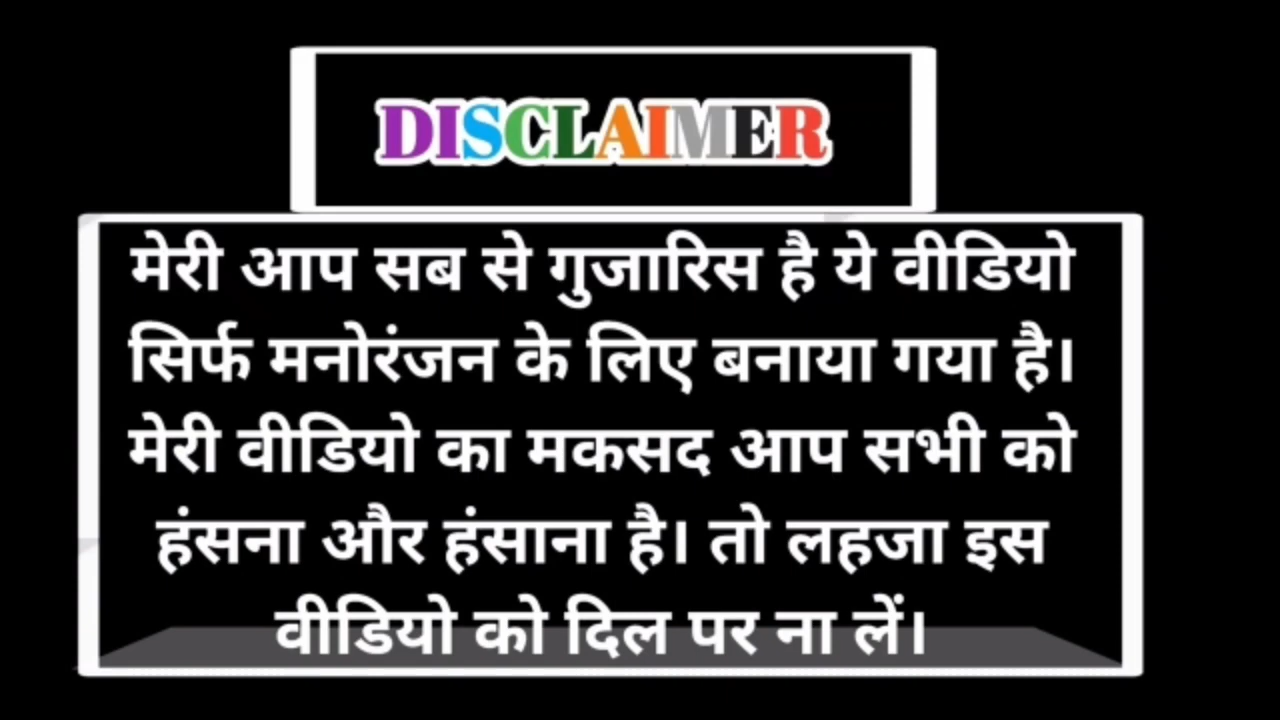 DISCLAIMER
मेरी आप सब से गुजारिस है ये वीडियो
सिर्फ मनोरंजन के लिए बनाया गया है।
मेरी वीडियो का मकसद आप सभी को
हंसना और हंसाना है। तो लहजा इस
वीडियो को दिल पर ना लें।